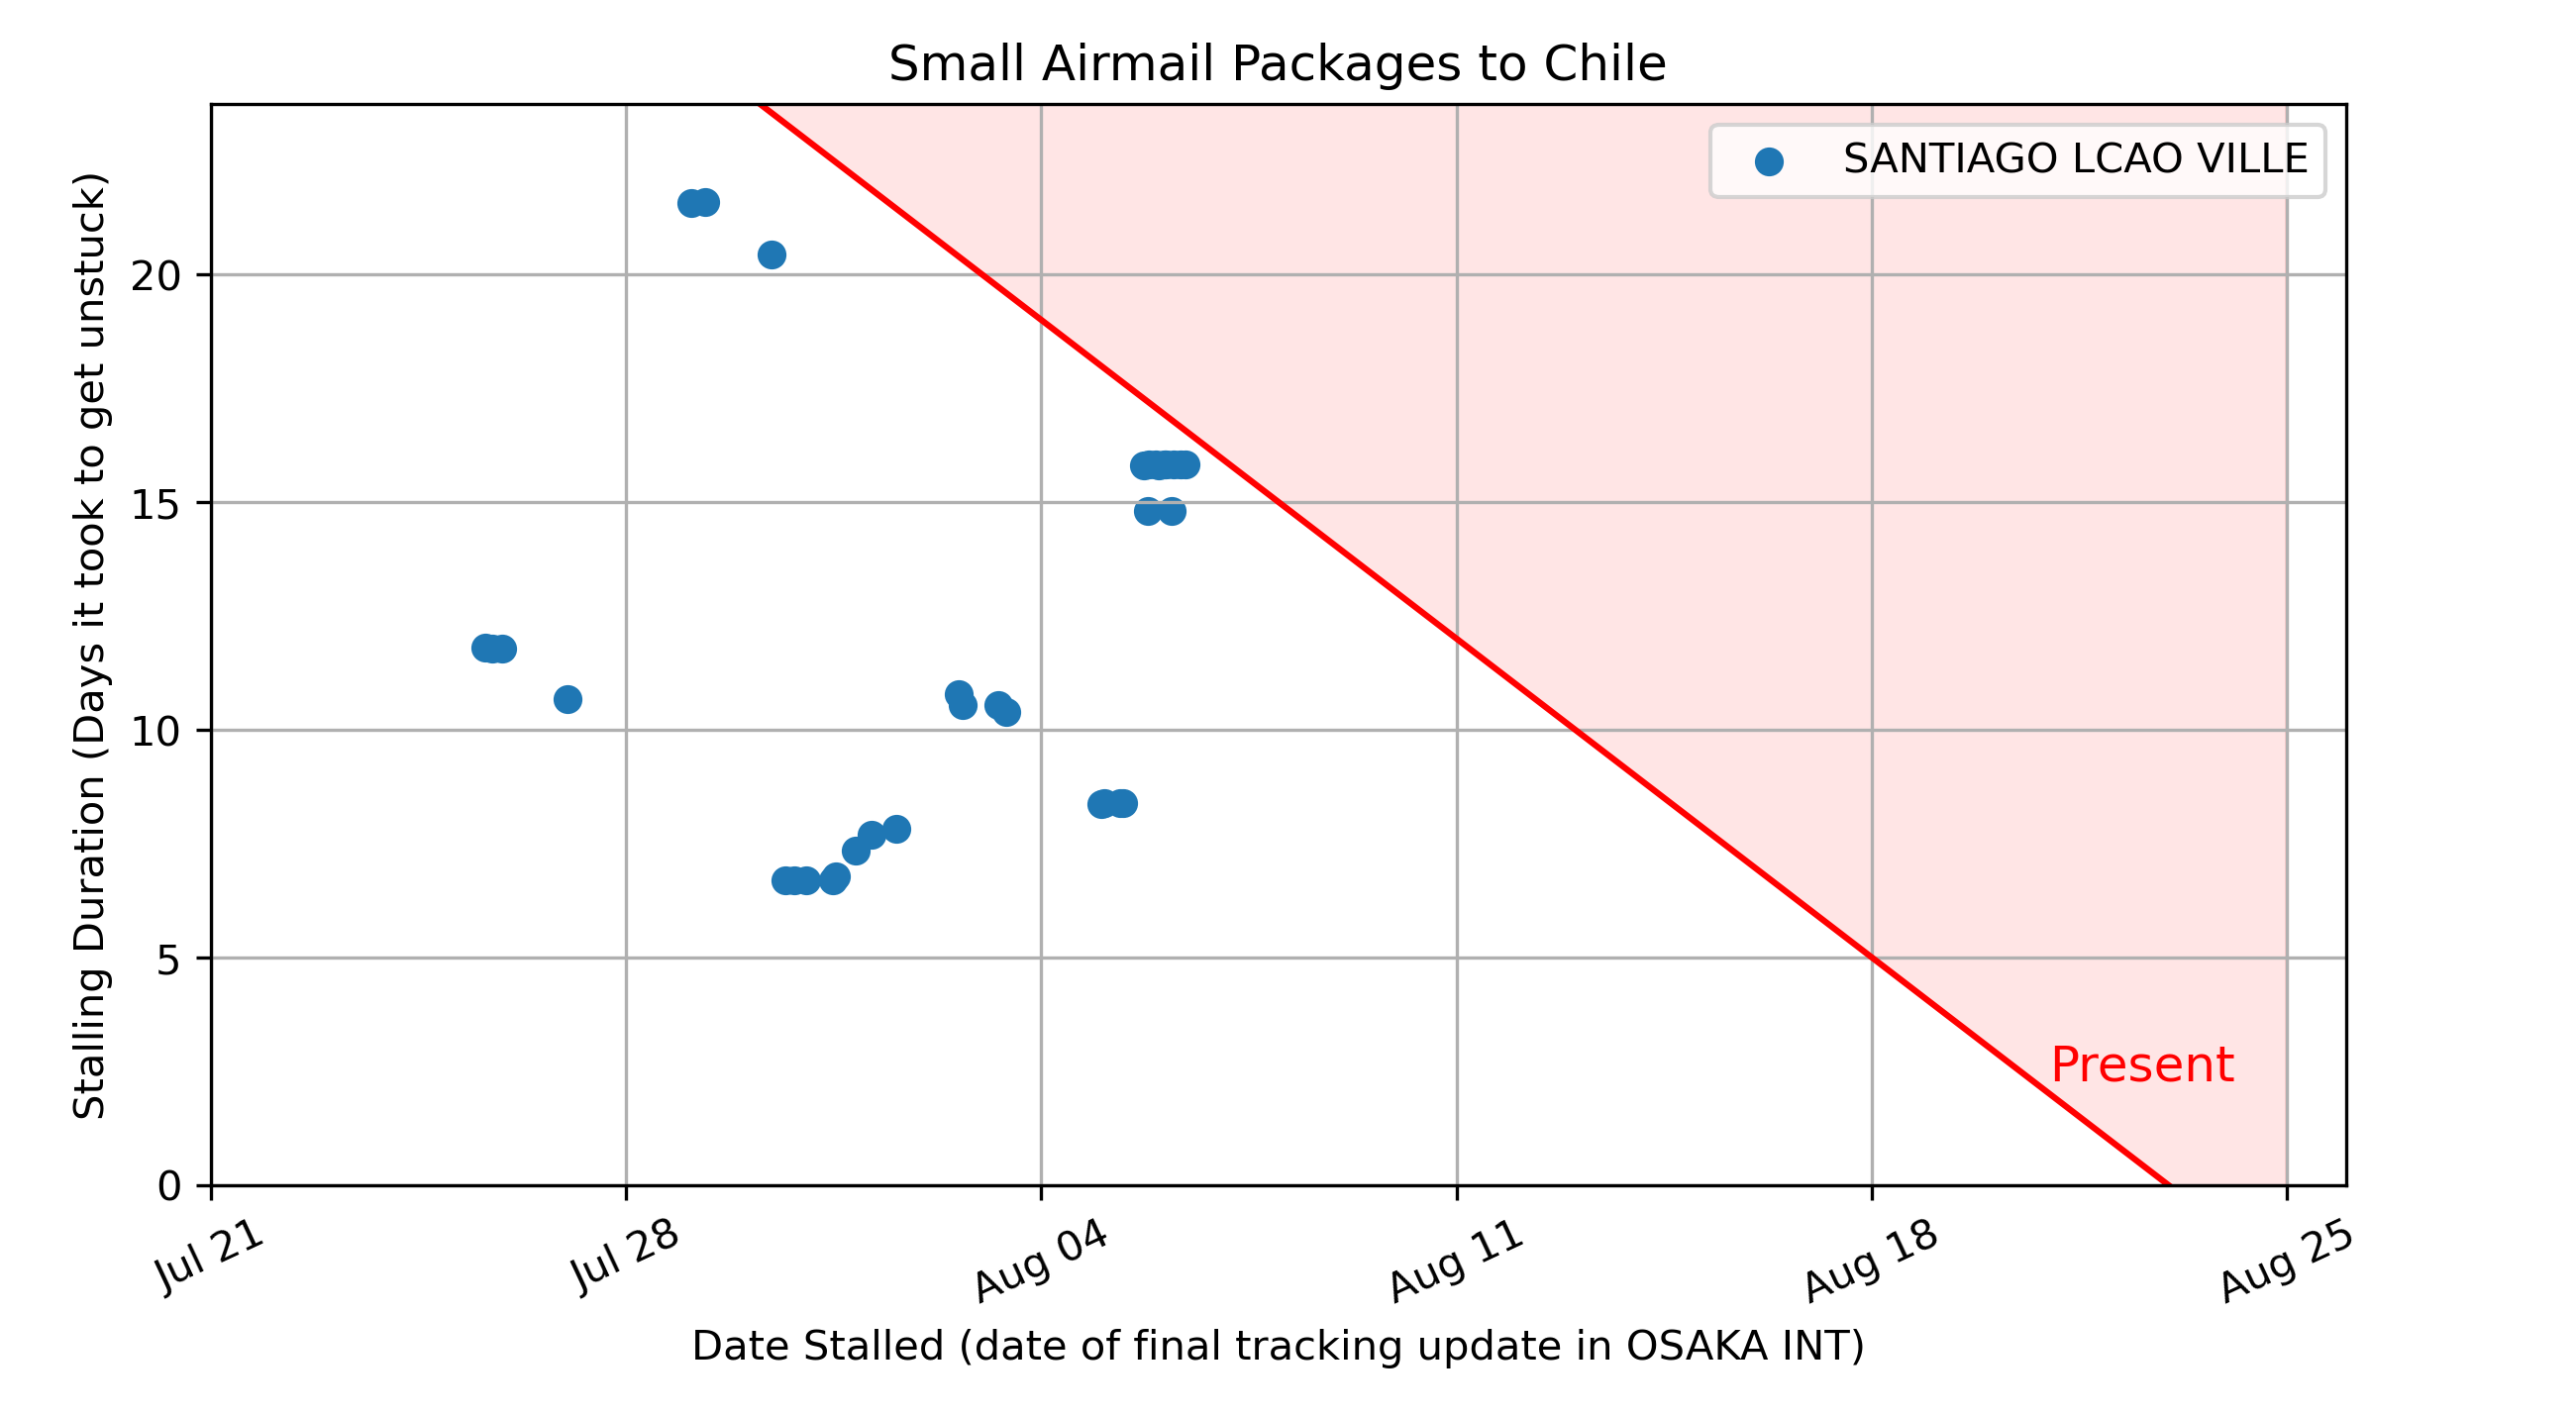 Small Airmail Packages to Chile
SANTIAGO LCAO VILLE
Stalling Duration (Days it took to get unstuck)
20
15
10
5
0
Present
Jul 21
Jul 28
Aug 04
Aug 11
Aug 18
Aug 25
Date Stalled (date of final tracking update in OSAKA INT)